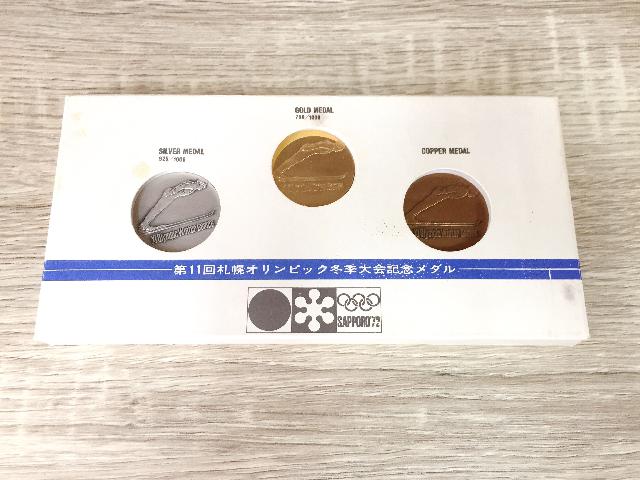 GOLD MEDAL
750/1000
SILVER MEDAL
925/1000
COPPER MEDAL
第11回札幌オリンピック冬季大会記念メダル
SAPPORO'72